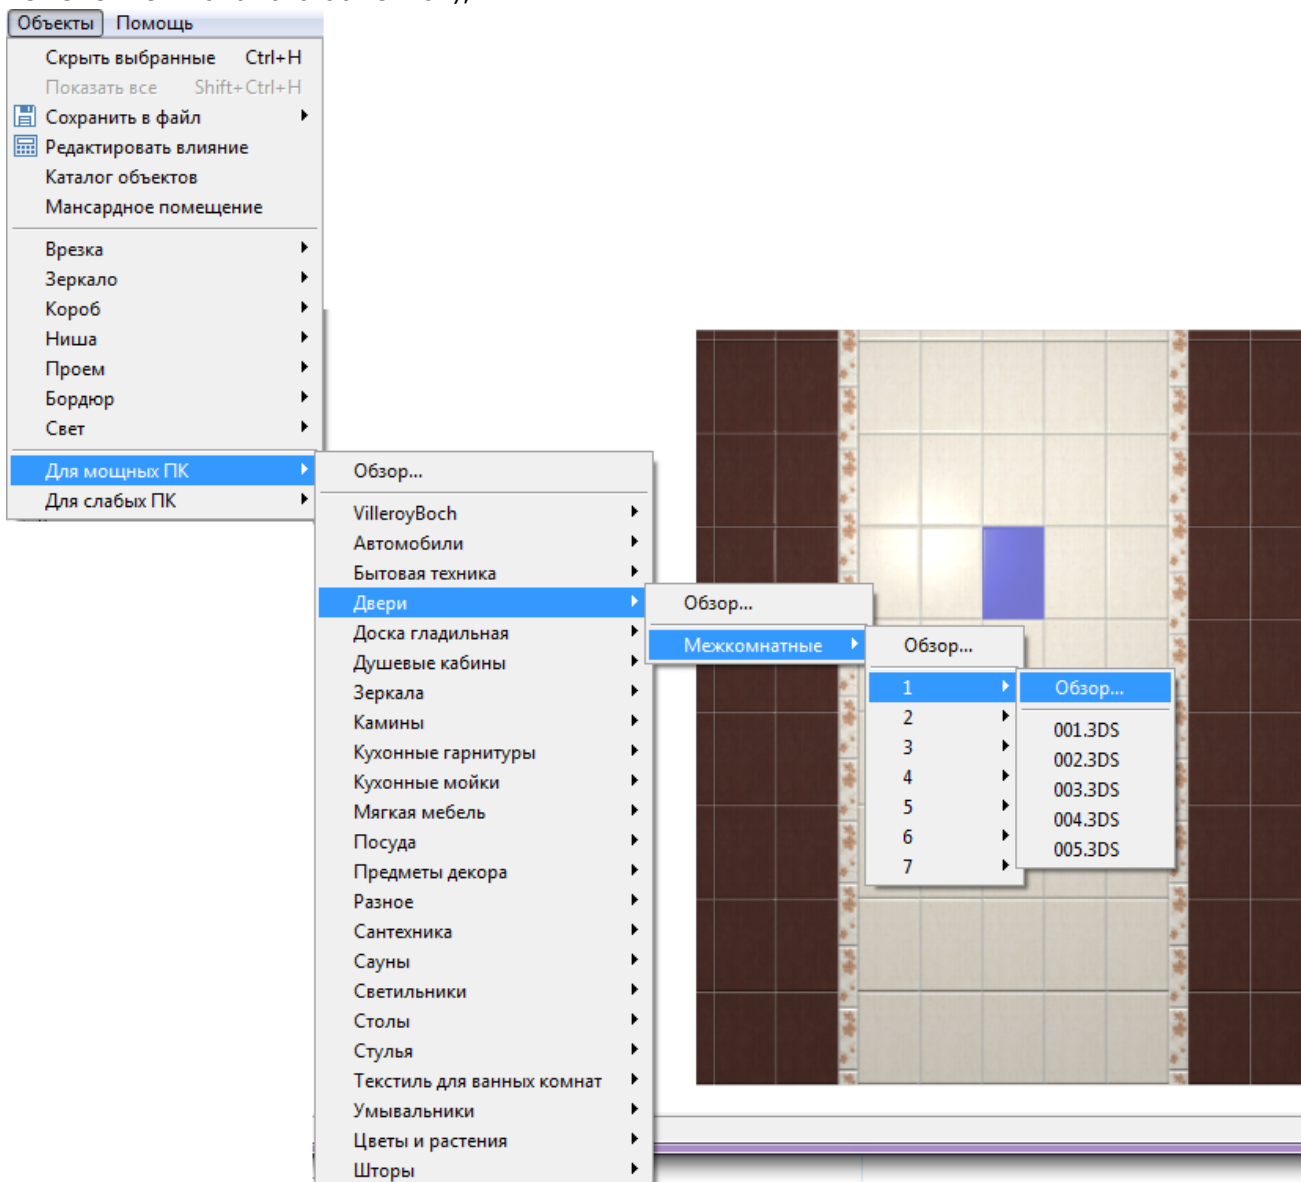 Объекты Помощь
Скрыть выбранные Ctrl+H
Показать все Shift+Ctrl+H
Сохранить в файл
Редактировать влияние
Каталог объектов
Мансардное помещение
Врезка
Зеркало
Короб
Ниша
Проем
Бордюр
Свет
Для мощных ПК
Для слабых ПК
Обзор...
VilleroyBoch
Автомобили
Бытовая техника
Двери
Доска гладильная
Душевые кабины
Зеркала
Камины
Кухонные гарнитуры
Кухонные мойки
Мягкая мебель
Посуда
Предметы декора
Разное
Сантехника
Сауны
Светильники
Столы
Стулья
Текстиль для ванных комнат
Умывальники
Цветы и растения
Шторы
Обзор...
Межкомнатные
Обзор...
1
2
3
4
5
6
7
Обзор...
001.3DS
002.3DS
003.3DS
004.3DS
005.3DS